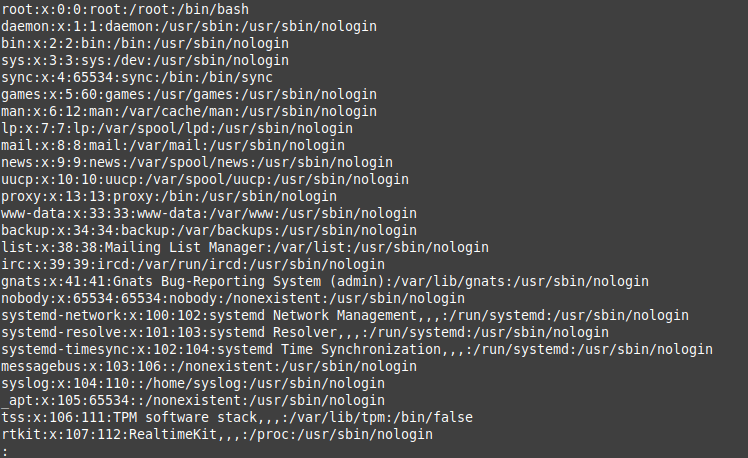 root:x:0:0:root:/root:/bin/bash
daemon:x:1:1:daemon:/usr/sbin:/usr/sbin/nologin
bin:x:2:2:bin:/bin:/usr/sbin/nologin
sys:x:3:3:sys:/dev:/usr/sbin/nologin
sync:x:4:65534:sync:/bin:/bin/sync
games:x:5:60:games:/usr/games:/usr/sbin/nologin
man:x:6:12:man:/var/cache/man:/usr/sbin/nologin
lp:x:7:7:lp:/var/spool/lpd:/usr/sbin/nologin
mail:x:8:8:mail:/var/mail:/usr/sbin/nologin
news:x:9:9:news:/var/spool/news:/usr/sbin/nologin
uucp:x:10:10:uucp:/var/spool/uucp:/usr/sbin/nologin
proxy:x:13:13:proxy:/bin:/usr/sbin/nologin
www-data:x:33:33:www-data:/var/www:/usr/sbin/nologin
backup:x:34:34:backup:/var/backups:/usr/sbin/nologin
list:x:38:38:Mailing List Manager:/var/list:/usr/sbin/nologin
irc:x:39:39:ircd:/var/run/ircd:/usr/sbin/nologin
gnats:x:41:41:Gnats Bug-Reporting System (admin):/var/lib/gnats:/usr/sbin/nologin
nobody:x:65534:65534:nobody:/nonexistent:/usr/sbin/nologin
systemd-network:x:100:102:systemd Network Management,,,:/run/systemd:/usr/sbin/nologin
systemd-resolve:x:101:103:systemd Resolver,,,:/run/systemd:/usr/sbin/nologin
systemd-timesync:x:102:104:systemd Time Synchronization,,,:/run/systemd:/usr/sbin/nologin
messagebus:x:103:106::/nonexistent:/usr/sbin/nologin
syslog:x:104:110::/home/syslog:/usr/sbin/nologin
_apt:x:105:65534::/nonexistent:/usr/sbin/nologin
tss:x:106:111:TPM software stack,,,:/var/lib/tpm:/bin/false
rtkit:x:107:112:RealtimeKit,,,:/proc:/usr/sbin/nologin
: